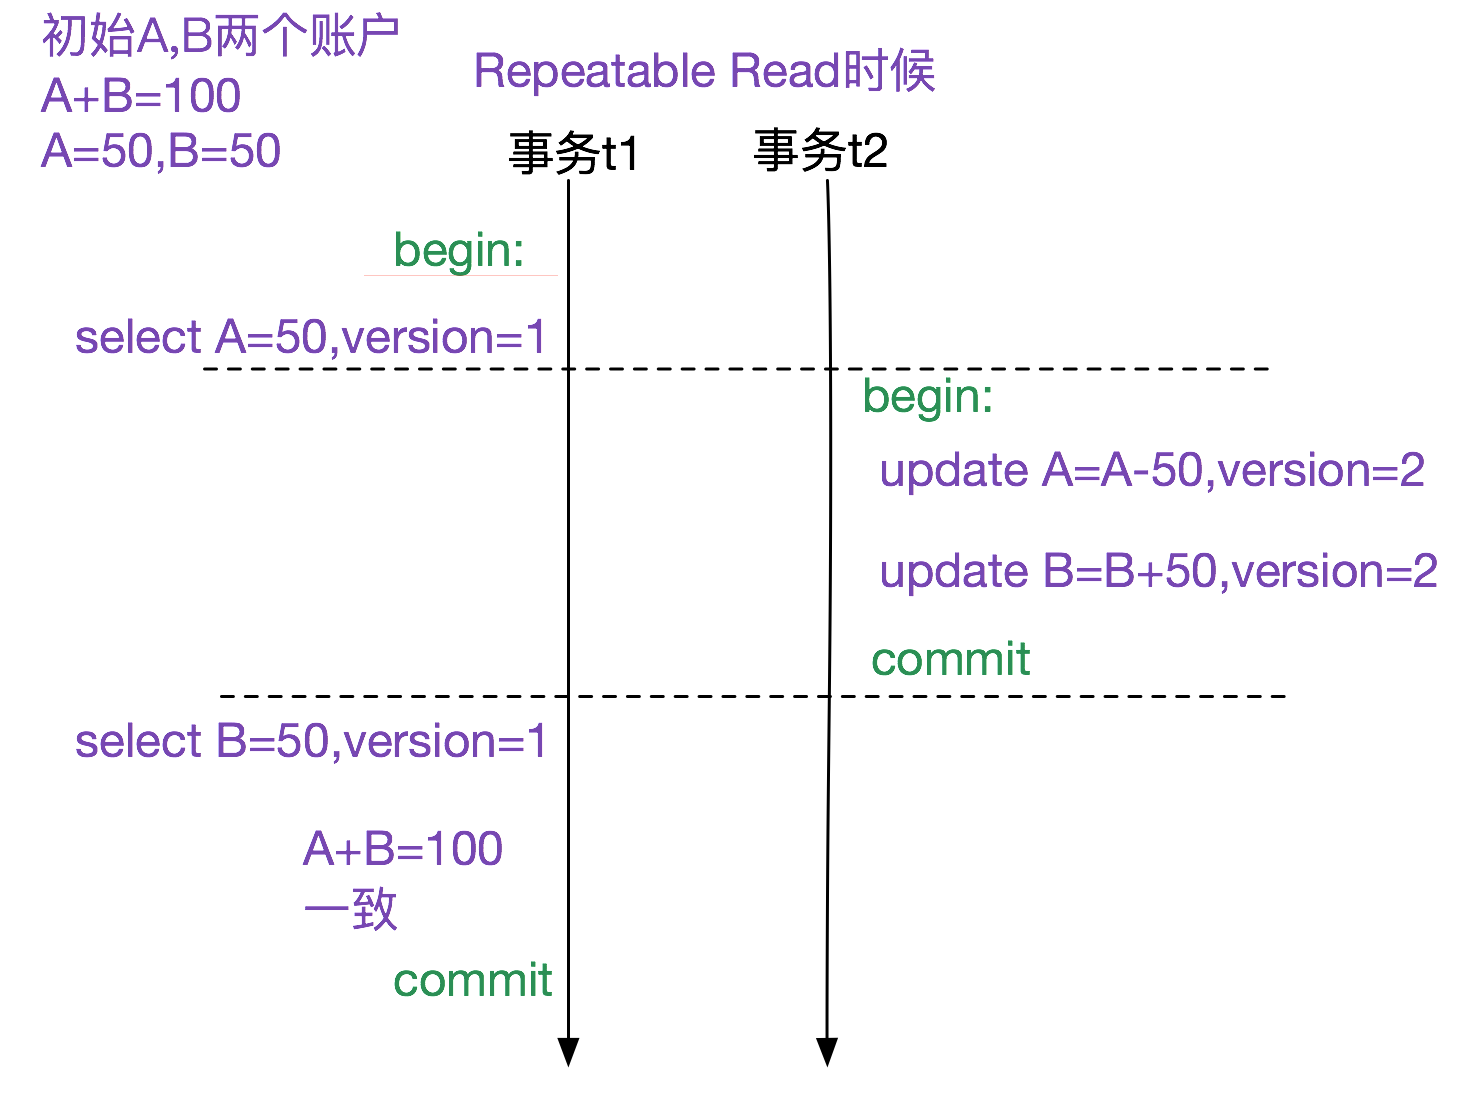 初始A,B两个账户
A+B=100
A=50,B=50
Repeatable Read时候
事务t1
事务t2
begin:
select A=50,version=1
begin:
update A=A-50,version=2
update B=B+50,version=2
commit
select B=50,version=1
A+B=100
一致
commit